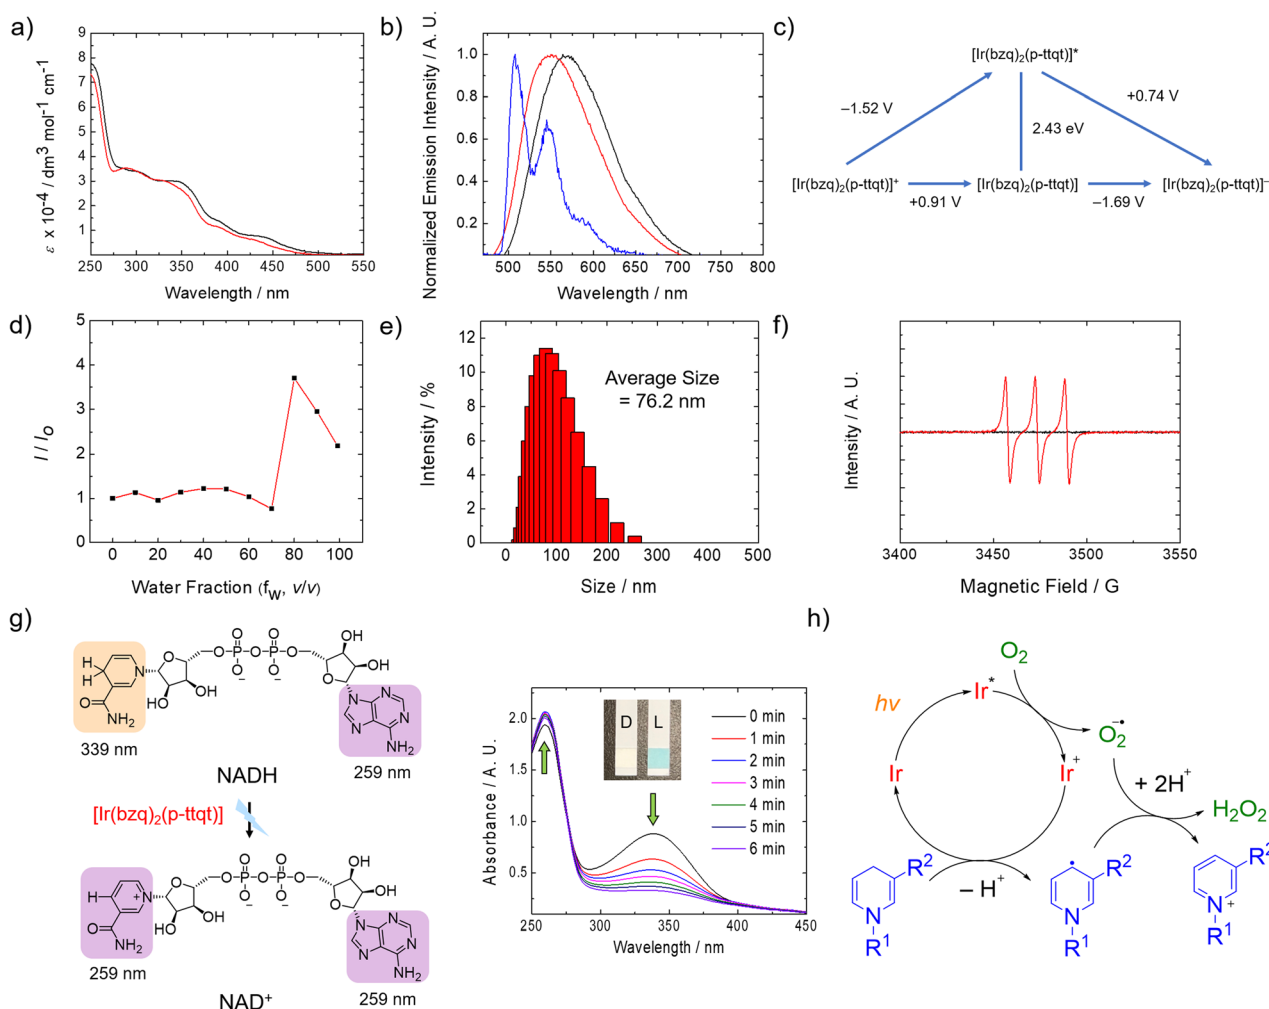 a)
ε x 10⁻⁴ / dm³ mol⁻¹ cm⁻¹
9
8
7
6
5
4
3
2
1
250 300 350 400 450 500 550
Wavelength / nm
b)
Normalized Emission Intensity / A. U.
1.0
0.8
0.6
0.4
0.2
500 550 600 650 700 750 800
Wavelength / nm
c)
[Ir(bzq)₂(p-ttqt)]*
–1.52 V
+0.74 V
2.43 eV
[Ir(bzq)₂(p-ttqt)]⁺
[Ir(bzq)₂(p-ttqt)]
[Ir(bzq)₂(p-ttqt)]⁻
+0.91 V
–1.69 V
d)
I / I₀
5
4
3
2
1
0
0 20 40 60 80 100
Water Fraction (f_w, v/v)
e)
Intensity / %
12
10
8
6
4
2
0
Average Size
= 76.2 nm
0 100 200 300 400 500
Size / nm
f)
Intensity / A. U.
3400 3450 3500 3550
Magnetic Field / G
g)
H
H
N
O
NH₂
339 nm
O
HO
OH
O
O
P
O⁻
O
O
P
O⁻
O
O
OH
OH
N
N
N
N
NH₂
259 nm
NADH
[Ir(bzq)₂(p-ttqt)]
H
N⁺
O
NH₂
259 nm
O
HO
OH
O
O
P
O⁻
O
O
P
O⁻
O
O
OH
OH
N
N
N
N
NH₂
259 nm
NAD⁺
Absorbance / A. U.
2.0
1.5
1.0
0.5
D L
0 min
1 min
2 min
3 min
4 min
5 min
6 min
250 300 350 400 450
Wavelength / nm
h)
O₂
hv
Ir*
O₂⁻•
Ir
Ir⁺
+ 2H⁺
H₂O₂
– H⁺
R²
N
R¹
•
R²
N
R¹
R²
N⁺
R¹